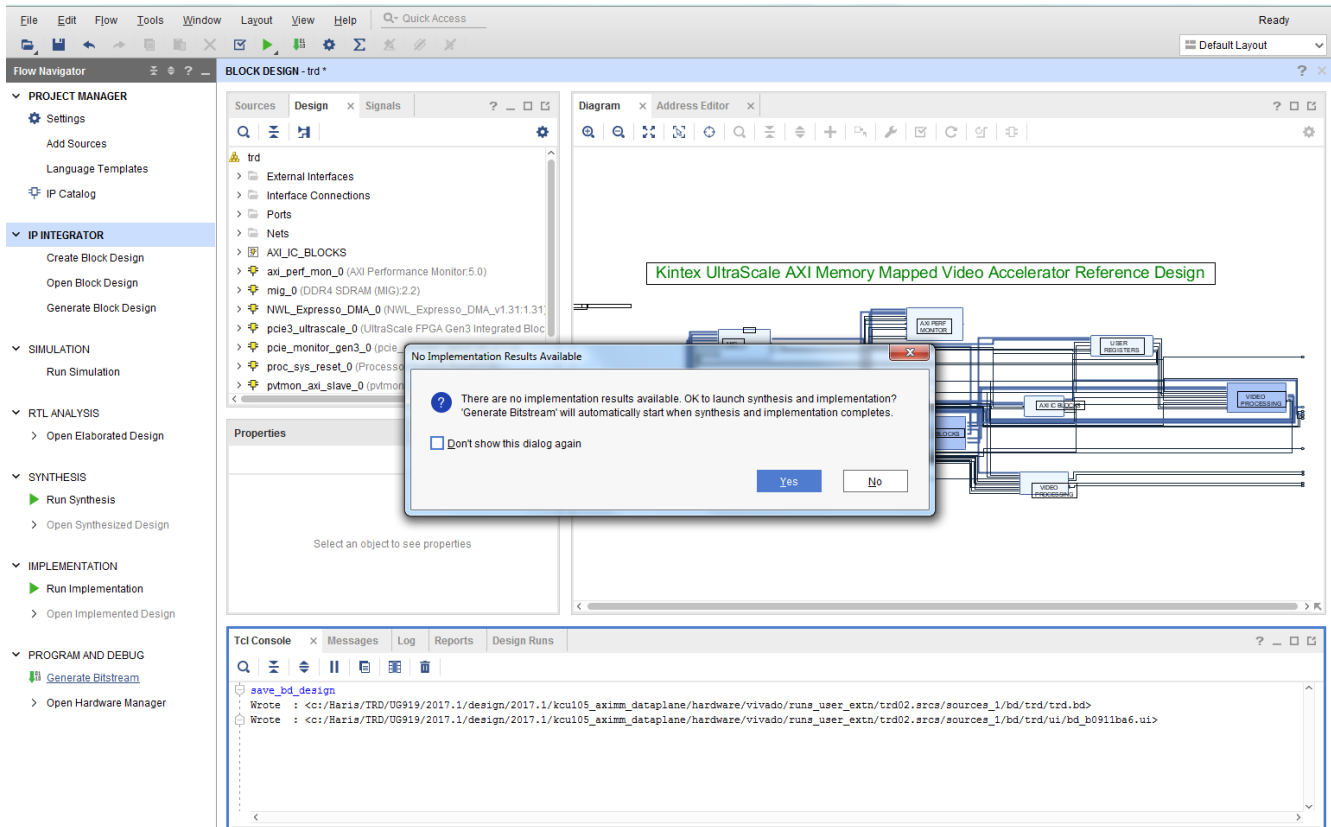 File Edit Flow Tools Window Layout View Help Quick Access Ready
Default Layout
Flow Navigator
PROJECT MANAGER
Settings
Add Sources
Language Templates
IP Catalog
IP INTEGRATOR
Create Block Design
Open Block Design
Generate Block Design
SIMULATION
Run Simulation
RTL ANALYSIS
Open Elaborated Design
SYNTHESIS
Run Synthesis
Open Synthesized Design
IMPLEMENTATION
Run Implementation
Open Implemented Design
PROGRAM AND DEBUG
Generate Bitstream
Open Hardware Manager
BLOCK DESIGN - trd *
Sources Design Signals
trd
External Interfaces
Interface Connections
Ports
Nets
AXI_IC_BLOCKS
axi_perf_mon_0 (AXI Performance Monitor:5.0)
mig_0 (DDR4 SDRAM (MIG):2.2)
NWL_Expresso_DMA_0 (NWL_Expresso_DMA_v1.31:1.31)
pcie3_ultrascale_0 (UltraScale FPGA Gen3 Integrated Bloc
pcie_monitor_gen3_0 (pcie_
proc_sys_reset_0 (Processo
pvtmon_axi_slave_0 (pvtmon
Properties
Select an object to see properties
Diagram Address Editor
Kintex UltraScale AXI Memory Mapped Video Accelerator Reference Design
AXI PERF
MONITOR
USER
REGISTERS
VIDEO
PROCESSING
AXI IC BLOCKS
BLOCKS
VIDEO
PROCESSING
No Implementation Results Available
There are no implementation results available. OK to launch synthesis and implementation?
'Generate Bitstream' will automatically start when synthesis and implementation completes.
Don't show this dialog again
Yes No
Tcl Console Messages Log Reports Design Runs
save_bd_design
Wrote : <c:/Haris/TRD/UG919/2017.1/design/2017.1/kcu105_aximm_dataplane/hardware/vivado/runs_user_extn/trd02.srcs/sources_1/bd/trd/trd.bd>
Wrote : <c:/Haris/TRD/UG919/2017.1/design/2017.1/kcu105_aximm_dataplane/hardware/vivado/runs_user_extn/trd02.srcs/sources_1/bd/trd/ui/bd_b0911ba6.ui>